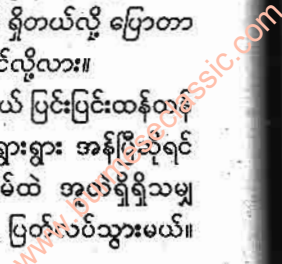 ရှိတယ်လို့ ပြောတာ
င်လို့လား။
ယ် ပြင်းပြင်းထန်ထန်
ရွားရွား အန်ပြီဆိုရင်
မ်ထဲ အူထဲရှိရှိသမျှ
ပြတ်လပ်သွားမယ်။
www.burmeseclassic.com